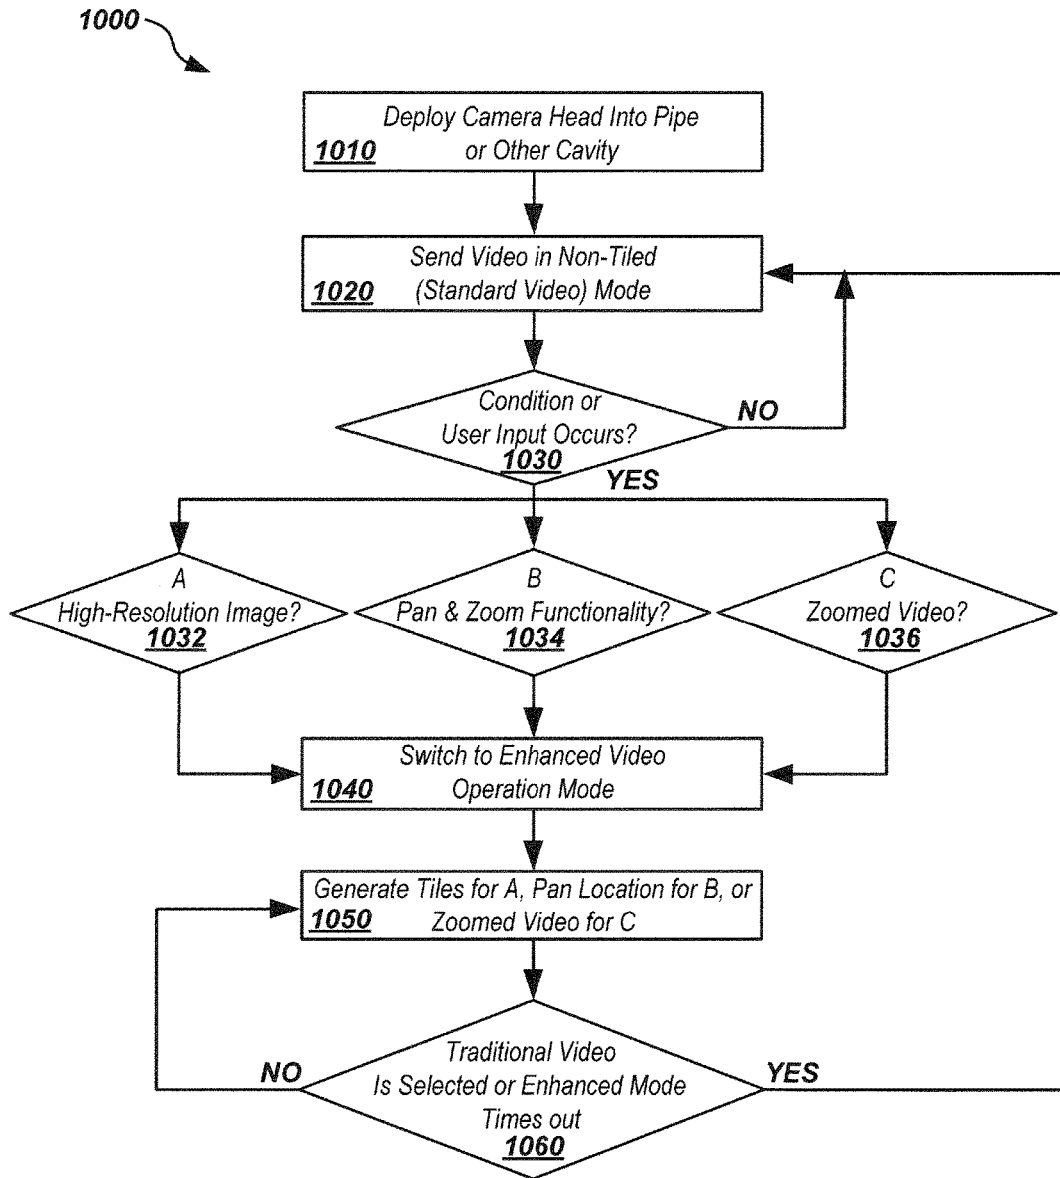 1000
Deploy Camera Head Into Pipe
1010 or Other Cavity
Send Video in Non-Tiled
1020 (Standard Video) Mode
Condition or
User Input Occurs?
1030
NO
YES
A
High-Resolution Image?
1032
B
Pan & Zoom Functionality?
1034
C
Zoomed Video?
1036
Switch to Enhanced Video
1040 Operation Mode
Generate Tiles for A, Pan Location for B, or
1050 Zoomed Video for C
Traditional Video
Is Selected or Enhanced Mode
Times out
1060
NO
YES